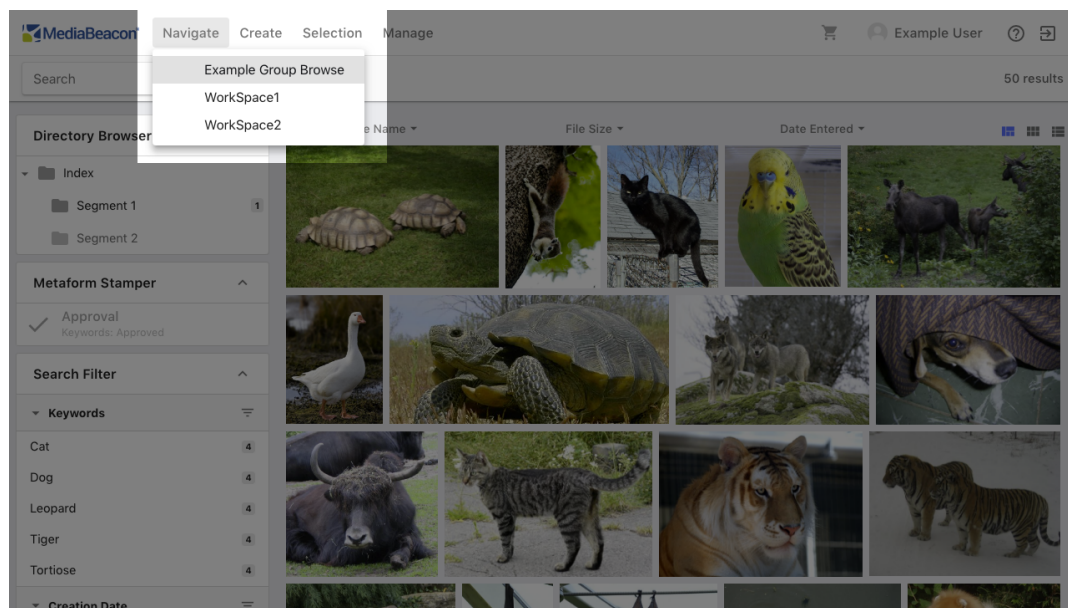 MediaBeacon
Navigate
Create
Selection
Manage
Example User
Example Group Browse
WorkSpace1
WorkSpace2
Search
50 results
Directory Browser
Name
File Size
Date Entered
Index
Segment 1
1
Segment 2
Metaform Stamper
Approval
Keywords: Approved
Search Filter
Keywords
Cat
4
Dog
4
Leopard
4
Tiger
4
Tortiose
4
Creation Date